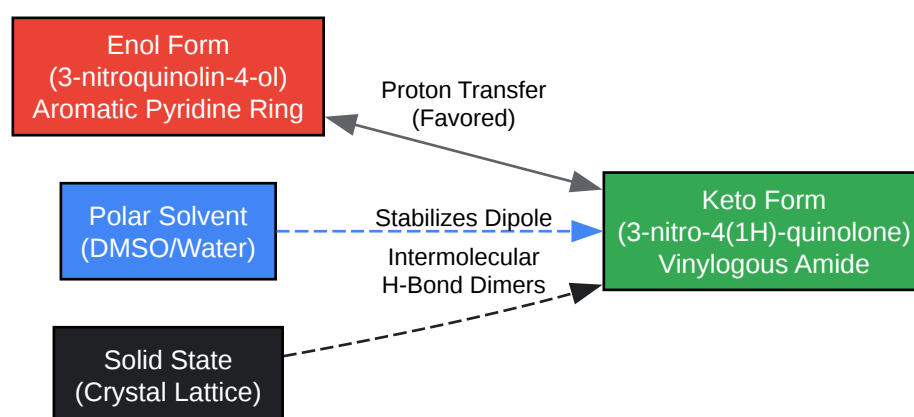 Enol Form
(3-nitroquinolin-4-ol)
Aromatic Pyridine Ring
Proton Transfer
(Favored)
Keto Form
(3-nitro-4(1H)-quinolone)
Vinylogous Amide
Polar Solvent
(DMSO/Water)
Stabilizes Dipole
Intermolecular
H-Bond Dimers
Solid State
(Crystal Lattice)